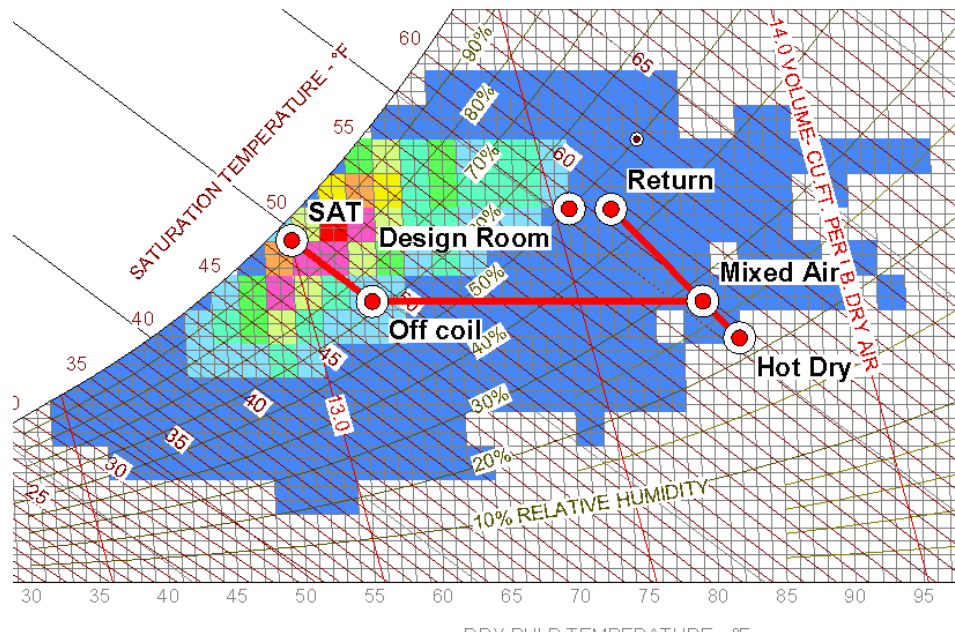 60
90%
65
14.0 VOLUME- CU.FT. PER LB. DRY AIR
80%
SATURATION TEMPERATURE - °F
55
70%
60
Return
50
SAT
Design Room
45
50%
Mixed Air
40
Off coil
40%
35
45
Hot Dry
40
13.0
30%
35
30
20%
25
10% RELATIVE HUMIDITY
30 35 40 45 50 55 60 65 70 75 80 85 90 95